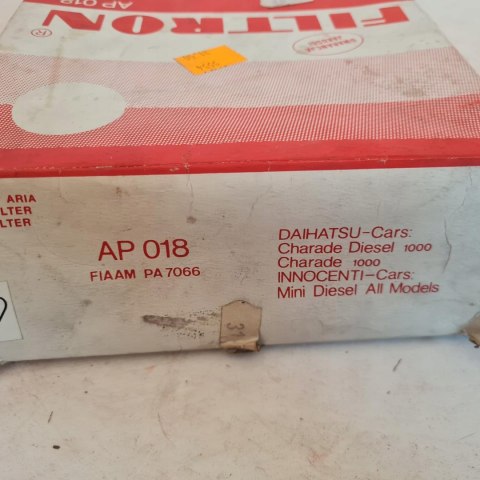 AP 018
FILTRON
®
ARIA
LTER
LTER
AP 018
FIAAM PA 7066
DAIHATSU-Cars:
Charade Diesel 1000
Charade 1000
INNOCENTI-Cars:
Mini Diesel All Models
31